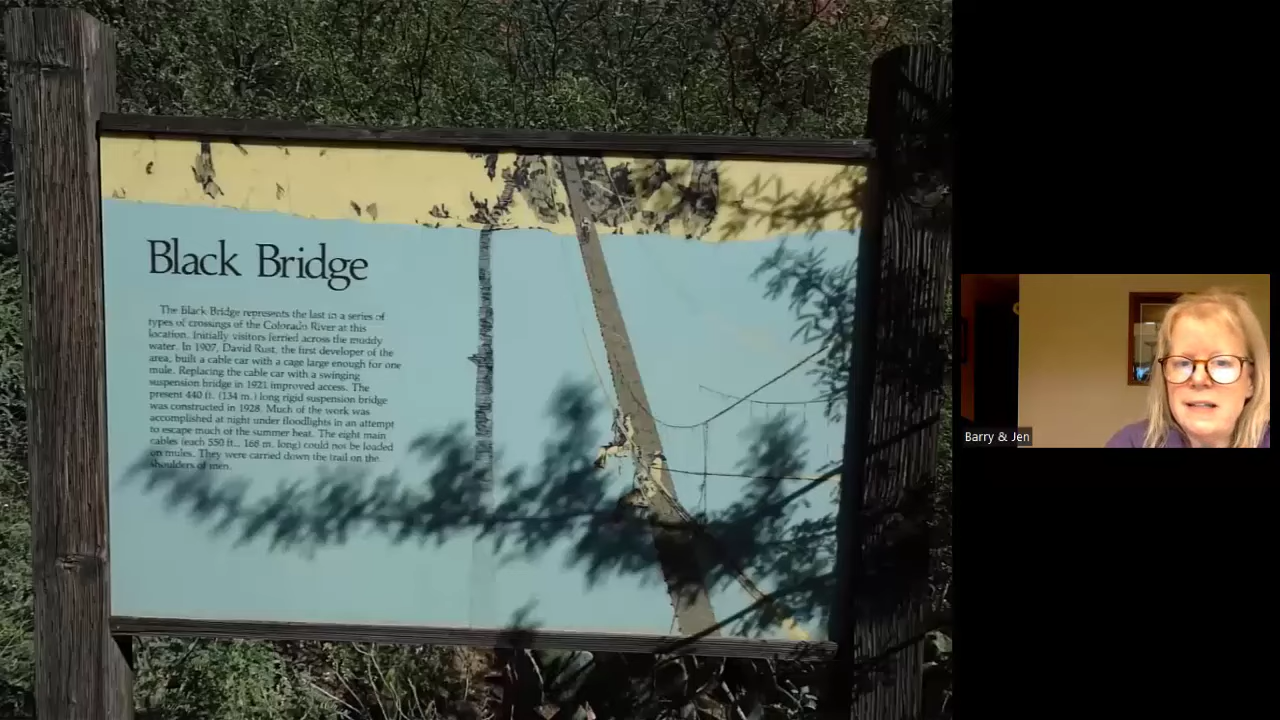 Black Bridge
The Black Bridge represents the last in a series of
types of crossings of the Colorado River at this
location. Initially visitors ferried across the muddy
water. In 1907, David Rust, the first developer of the
area, built a cable car with a cage large enough for one
mule. Replacing the cable car with a swinging
suspension bridge in 1921 improved access. The
present 440 ft. (134 m.) long rigid suspension bridge
was constructed in 1928. Much of the work was
accomplished at night under floodlights in an attempt
to escape much of the summer heat. The eight main
cables (each 550 ft., 168 m. long) could not be loaded
on mules. They were carried down the trail on the
shoulders of men.
Barry & Jen